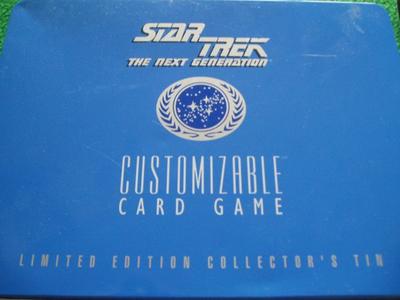 STAR TREK
THE NEXT GENERATION
CUSTOMIZABLE
CARD GAME
LIMITED EDITION COLLECTOR'S TIN